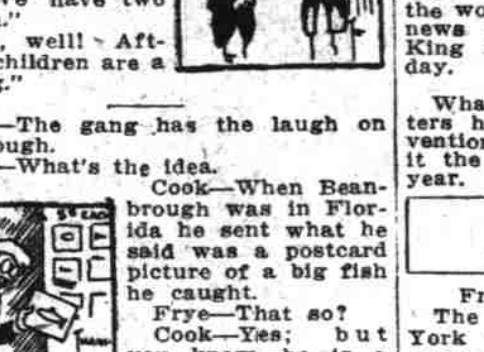 have two
well! Aft-
children are a
—The gang has the laugh on
ough.
—What's the idea.
Cook—When Bean-
brough was in Flor-
ida he sent what he
said was a postcard
picture of a big fish
he caught.
Frye—That so?
Cook—Yes; but
the wo
news
King
day.
Wha
ters h
vention
it the
year.
Fr
The
York